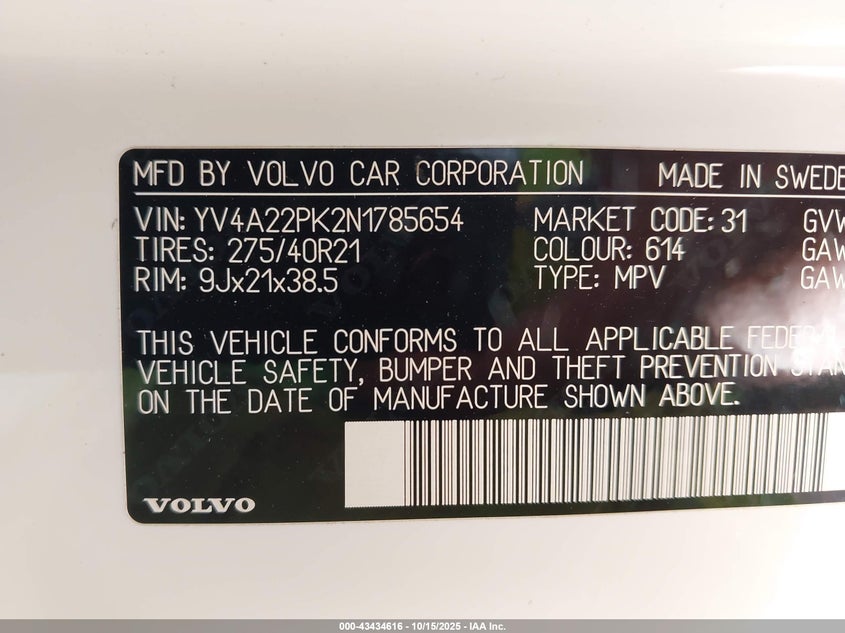 MFD BY VOLVO CAR CORPORATION MADE IN SWEDE
VIN: YV4A22PK2N1785654 MARKET CODE: 31 GVW
TIRES: 275/40R21 COLOUR: 614 GAW
RIM: 9Jx21x38.5 TYPE: MPV GAW
THIS VEHICLE CONFORMS TO ALL APPLICABLE FEDERAL
VEHICLE SAFETY, BUMPER AND THEFT PREVENTION STAN
ON THE DATE OF MANUFACTURE SHOWN ABOVE.
VOLVO
000-43434616 - 10/15/2025 - IAA Inc.